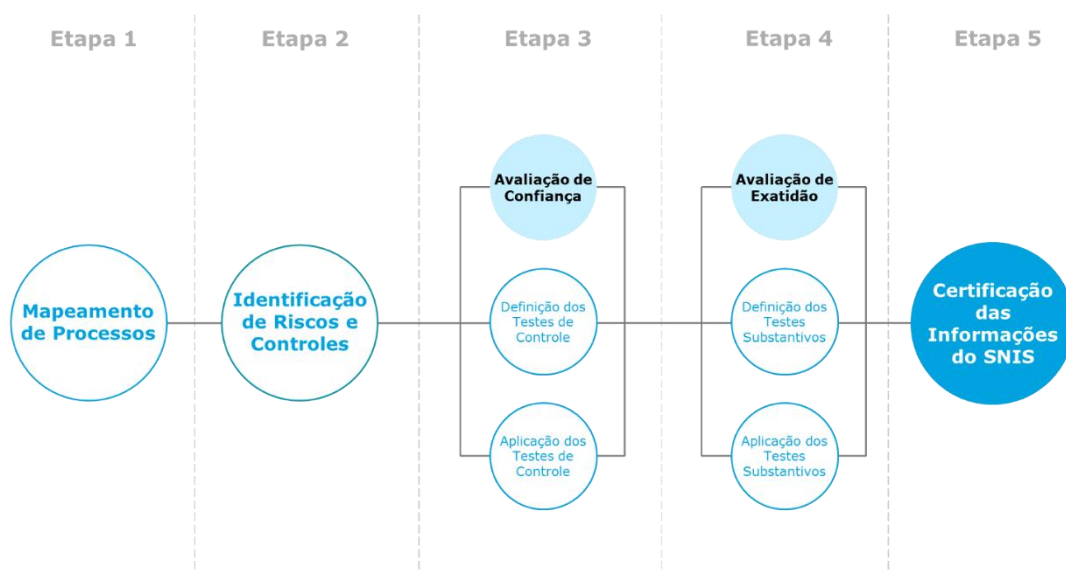 Etapa 1
Etapa 2
Etapa 3
Etapa 4
Etapa 5
Mapeamento
de Processos
Identificação
de Riscos e
Controles
Avaliação de
Confiança
Definição dos
Testes de
Controle
Aplicação dos
Testes de
Controle
Avaliação de
Exatidão
Definição dos
Testes
Substantivos
Aplicação dos
Testes
Substantivos
Certificação
das
Informações
do SNIS